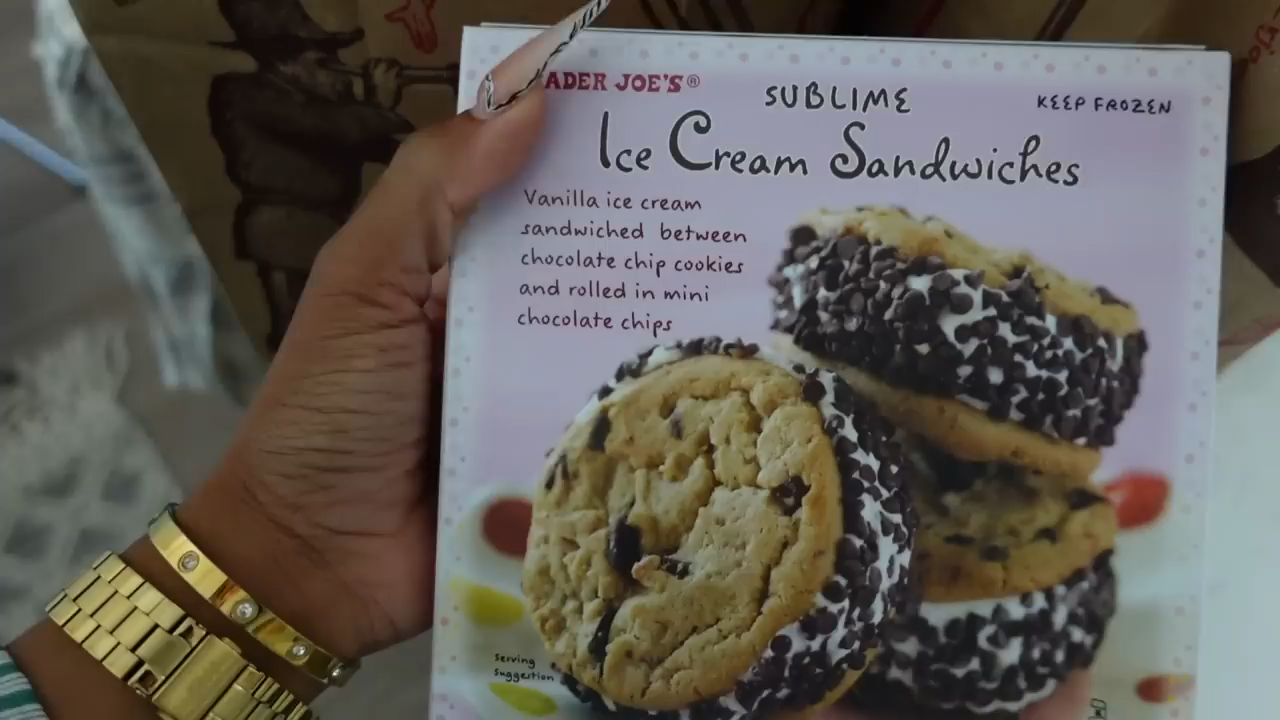 ADER JOE'S®
SUBLIME
KEEP FROZEN
Ice Cream Sandwiches
Vanilla ice cream
sandwiched between
chocolate chip cookies
and rolled in mini
chocolate chips
Serving
Suggestion